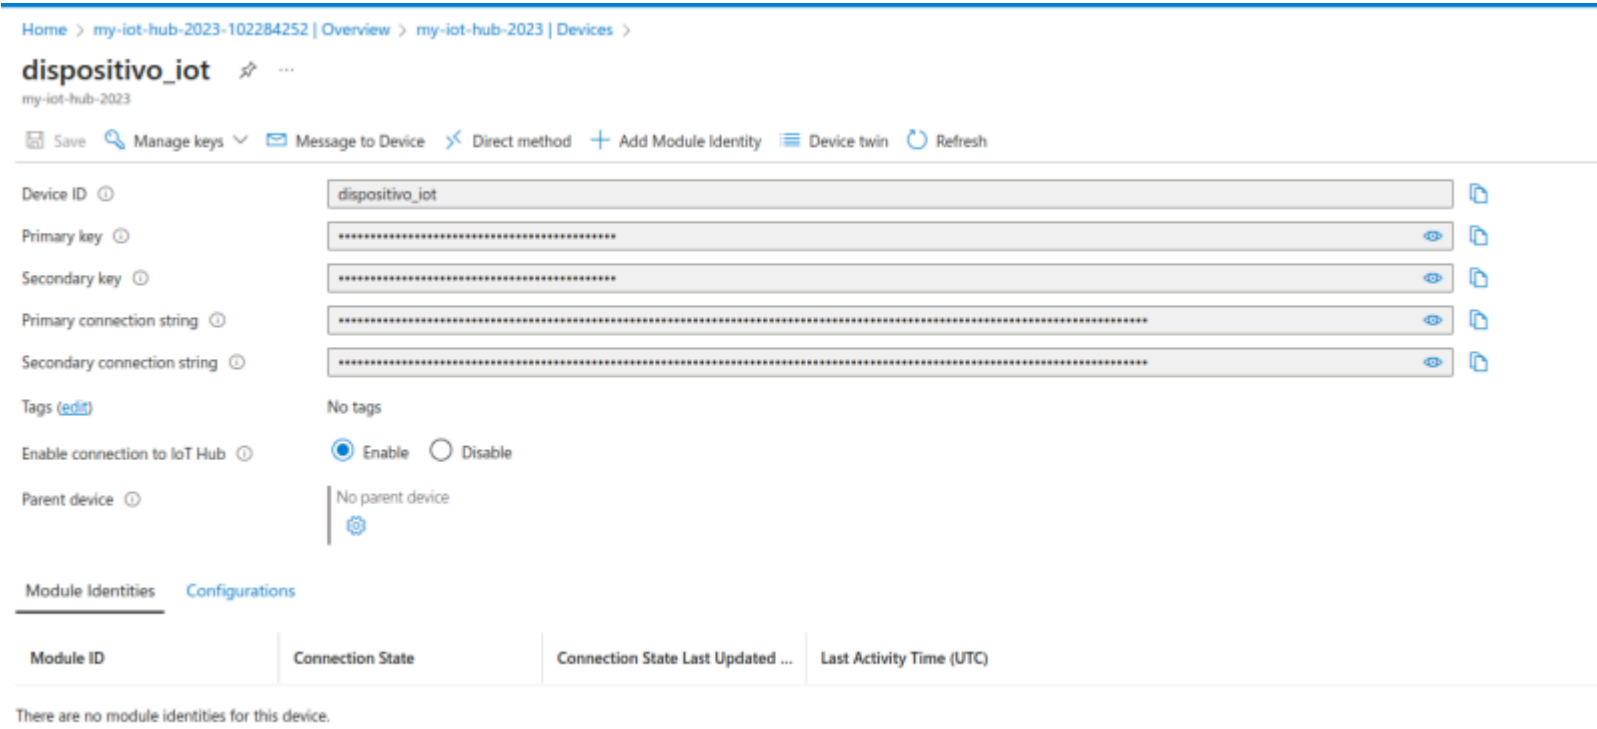 Home > my-iot-hub-2023-102284252 | Overview > my-iot-hub-2023 | Devices >
dispositivo_iot ...
my-iot-hub-2023
Save Manage keys Message to Device Direct method Add Module Identity Device twin Refresh
Device ID dispositivo_iot
Primary key ••••••••••••••••••••••••••••••••••••••••••••
Secondary key ••••••••••••••••••••••••••••••••••••••••••••
Primary connection string
Secondary connection string
Tags (edit) No tags
Enable connection to IoT Hub Enable Disable
Parent device No parent device
Module Identities Configurations
Module ID Connection State Connection State Last Updated ... Last Activity Time (UTC)
There are no module identities for this device.